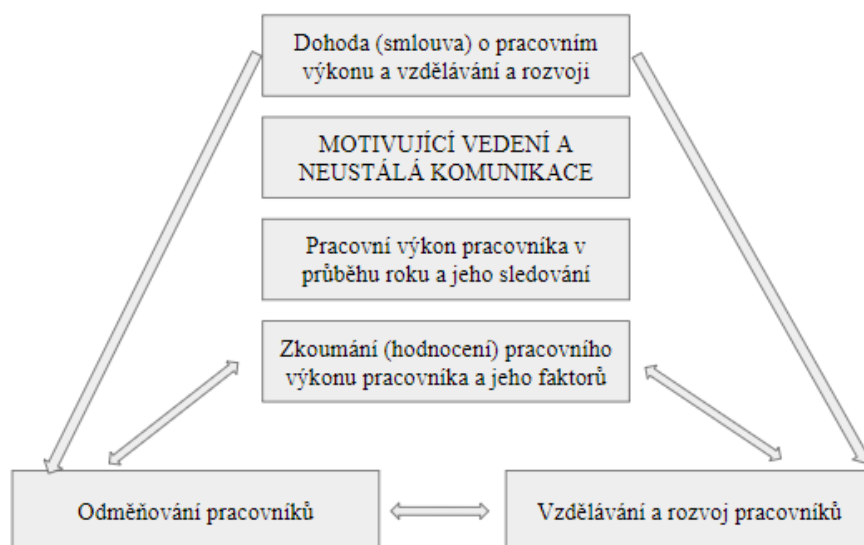 Dohoda (smlouva) o pracovním
výkonu a vzdělávání a rozvoji
MOTIVUJÍCÍ VEDENÍ A
NEUSTÁLÁ KOMUNIKACE
Pracovní výkon pracovníka v
průběhu roku a jeho sledování
Zkoumání (hodnocení) pracovního
výkonu pracovníka a jeho faktorů
Odměňování pracovníků
Vzdělávání a rozvoj pracovníků